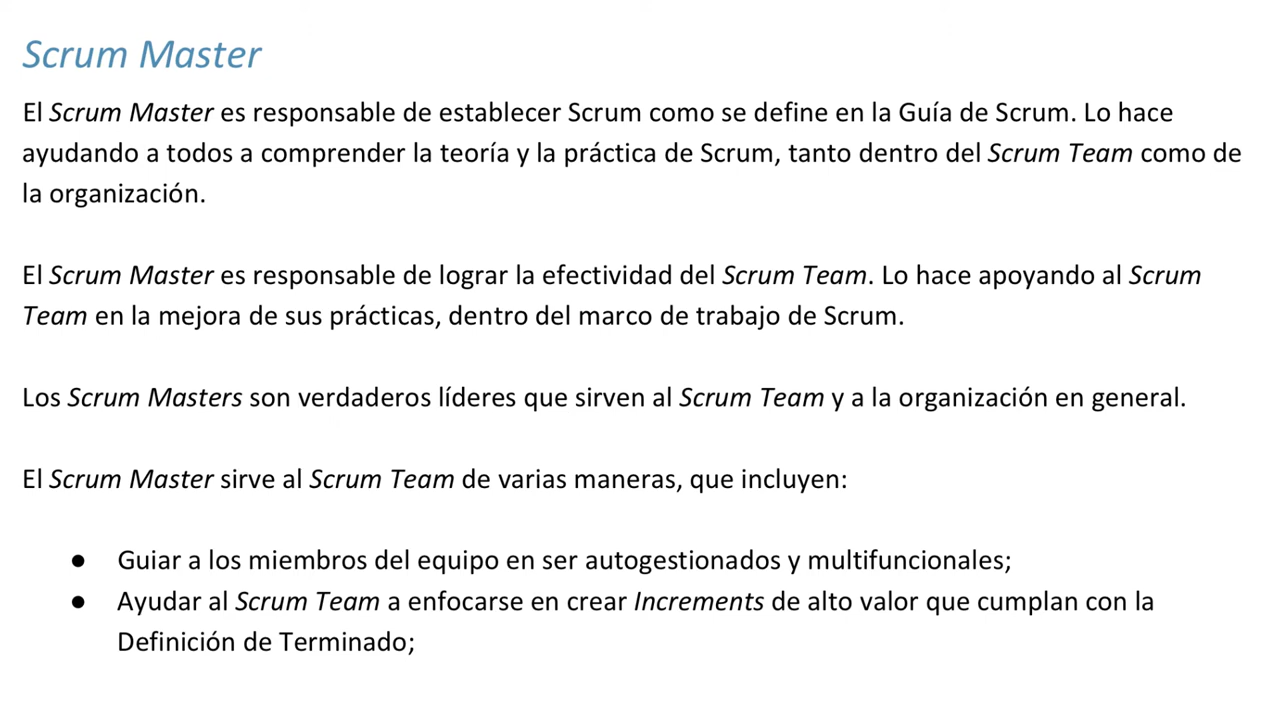 Scrum Master
El Scrum Master es responsable de establecer Scrum como se define en la Guía de Scrum. Lo hace
ayudando a todos a comprender la teoría y la práctica de Scrum, tanto dentro del Scrum Team como de
la organización.
El Scrum Master es responsable de lograr la efectividad del Scrum Team. Lo hace apoyando al Scrum
Team en la mejora de sus prácticas, dentro del marco de trabajo de Scrum.
Los Scrum Masters son verdaderos líderes que sirven al Scrum Team y a la organización en general.
El Scrum Master sirve al Scrum Team de varias maneras, que incluyen:
● Guiar a los miembros del equipo en ser autogestionados y multifuncionales;
● Ayudar al Scrum Team a enfocarse en crear Increments de alto valor que cumplan con la
Definición de Terminado;